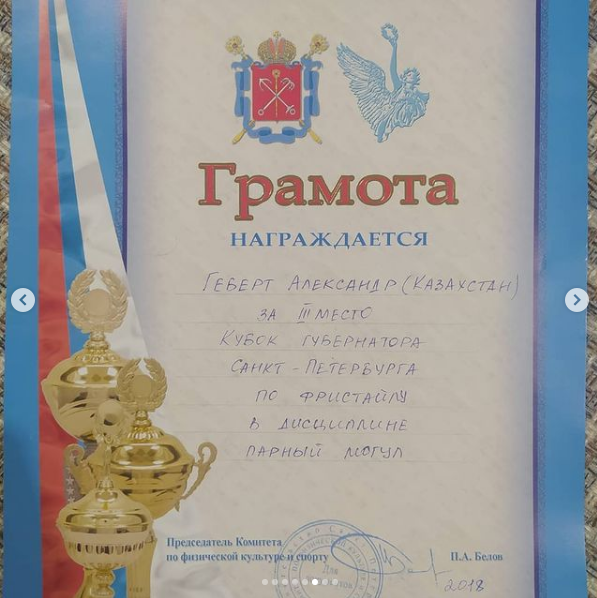 Грамота
НАГРАЖДАЕТСЯ
ГЕБЕРТ АЛЕКСАНДР (КАЗАХСТАН)
ЗА III МЕСТО
КУБОК ГУБЕРНАТОРА
САНКТ-ПЕТЕРБУРГА
ПО ФРИСТАЙЛУ
В ДИСЦИПЛИНЕ
ПАРНЫЙ МОГУЛ
Председатель Комитета
по физической культуре и спорту
П.А. Белов
2018